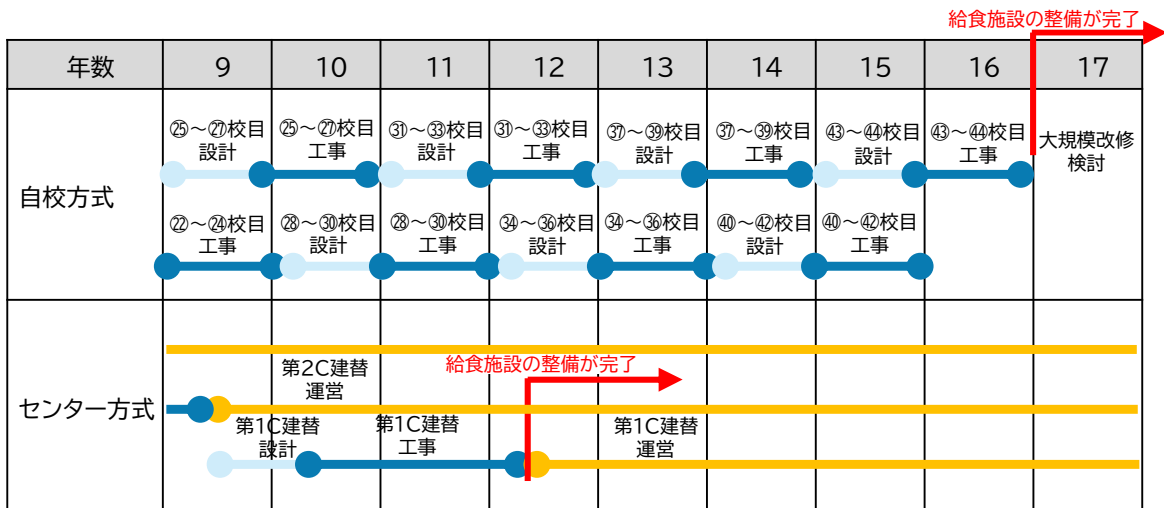 給食施設の整備が完了
年数 9 10 11 12 13 14 15 16 17
自校方式
㉕～㉗校目
設計
㉕～㉗校目
工事
㉛～㉝校目
設計
㉛～㉝校目
工事
㊲～㊴校目
設計
㊲～㊴校目
工事
㊸～㊹校目
設計
㊸～㊹校目
工事
大規模改修
検討
㉒～㉔校目
工事
㉘～㉚校目
設計
㉘～㉚校目
工事
㉞～㊱校目
設計
㉞～㊱校目
工事
㊵～㊷校目
設計
㊵～㊷校目
工事
センター方式
第2C建替
運営
給食施設の整備が完了
第1C建替
設計
第1C建替
工事
第1C建替
運営